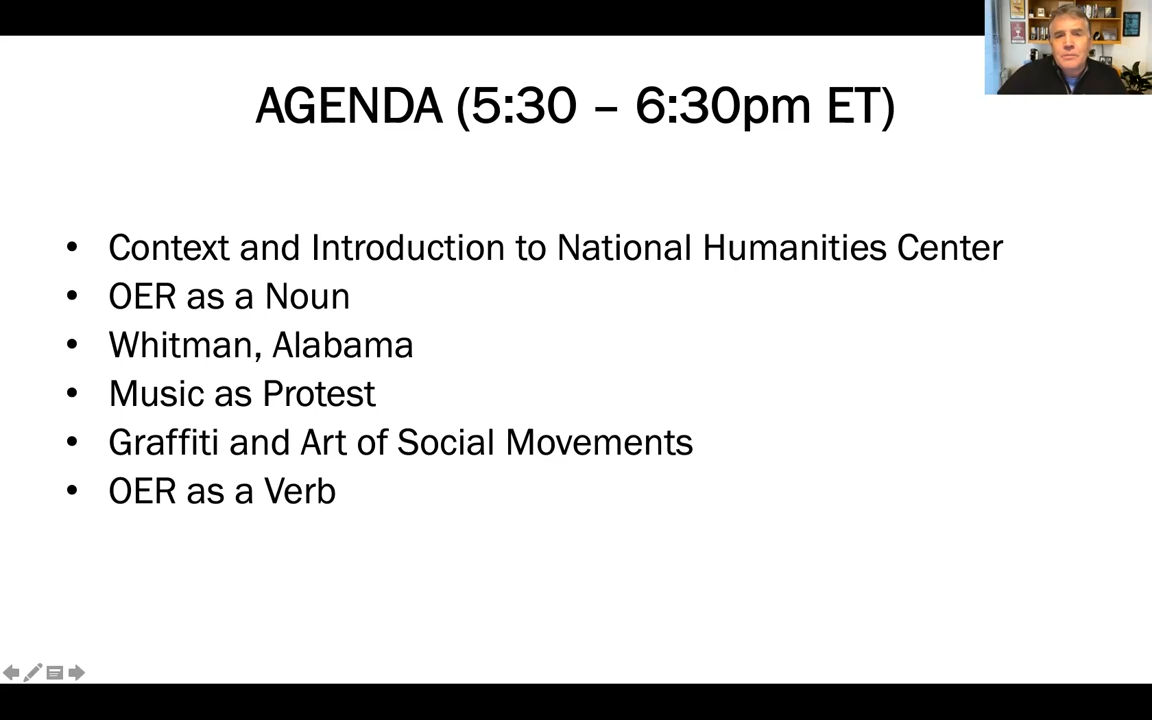 AGENDA (5:30 – 6:30pm ET)
• Context and Introduction to National Humanities Center
• OER as a Noun
• Whitman, Alabama
• Music as Protest
• Graffiti and Art of Social Movements
• OER as a Verb